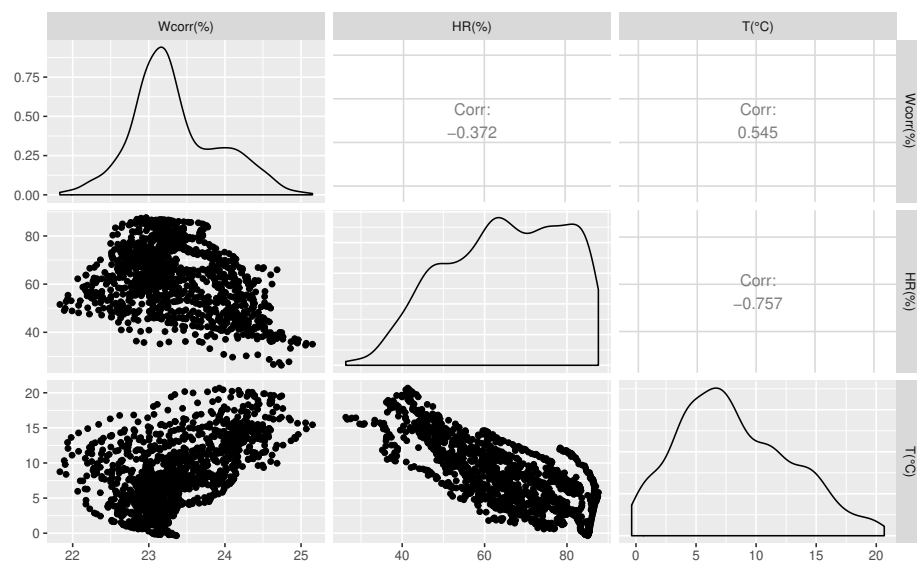 Wcorr(%) HR(%) T(°C)
0.75
0.50
0.25
0.00
Corr:
−0.372
Corr:
0.545
Wcorr(%)
80
60
40
Corr:
−0.757
HR(%)
20
15
10
5
0
T(°C)
22 23 24 25 40 60 80 0 5 10 15 20